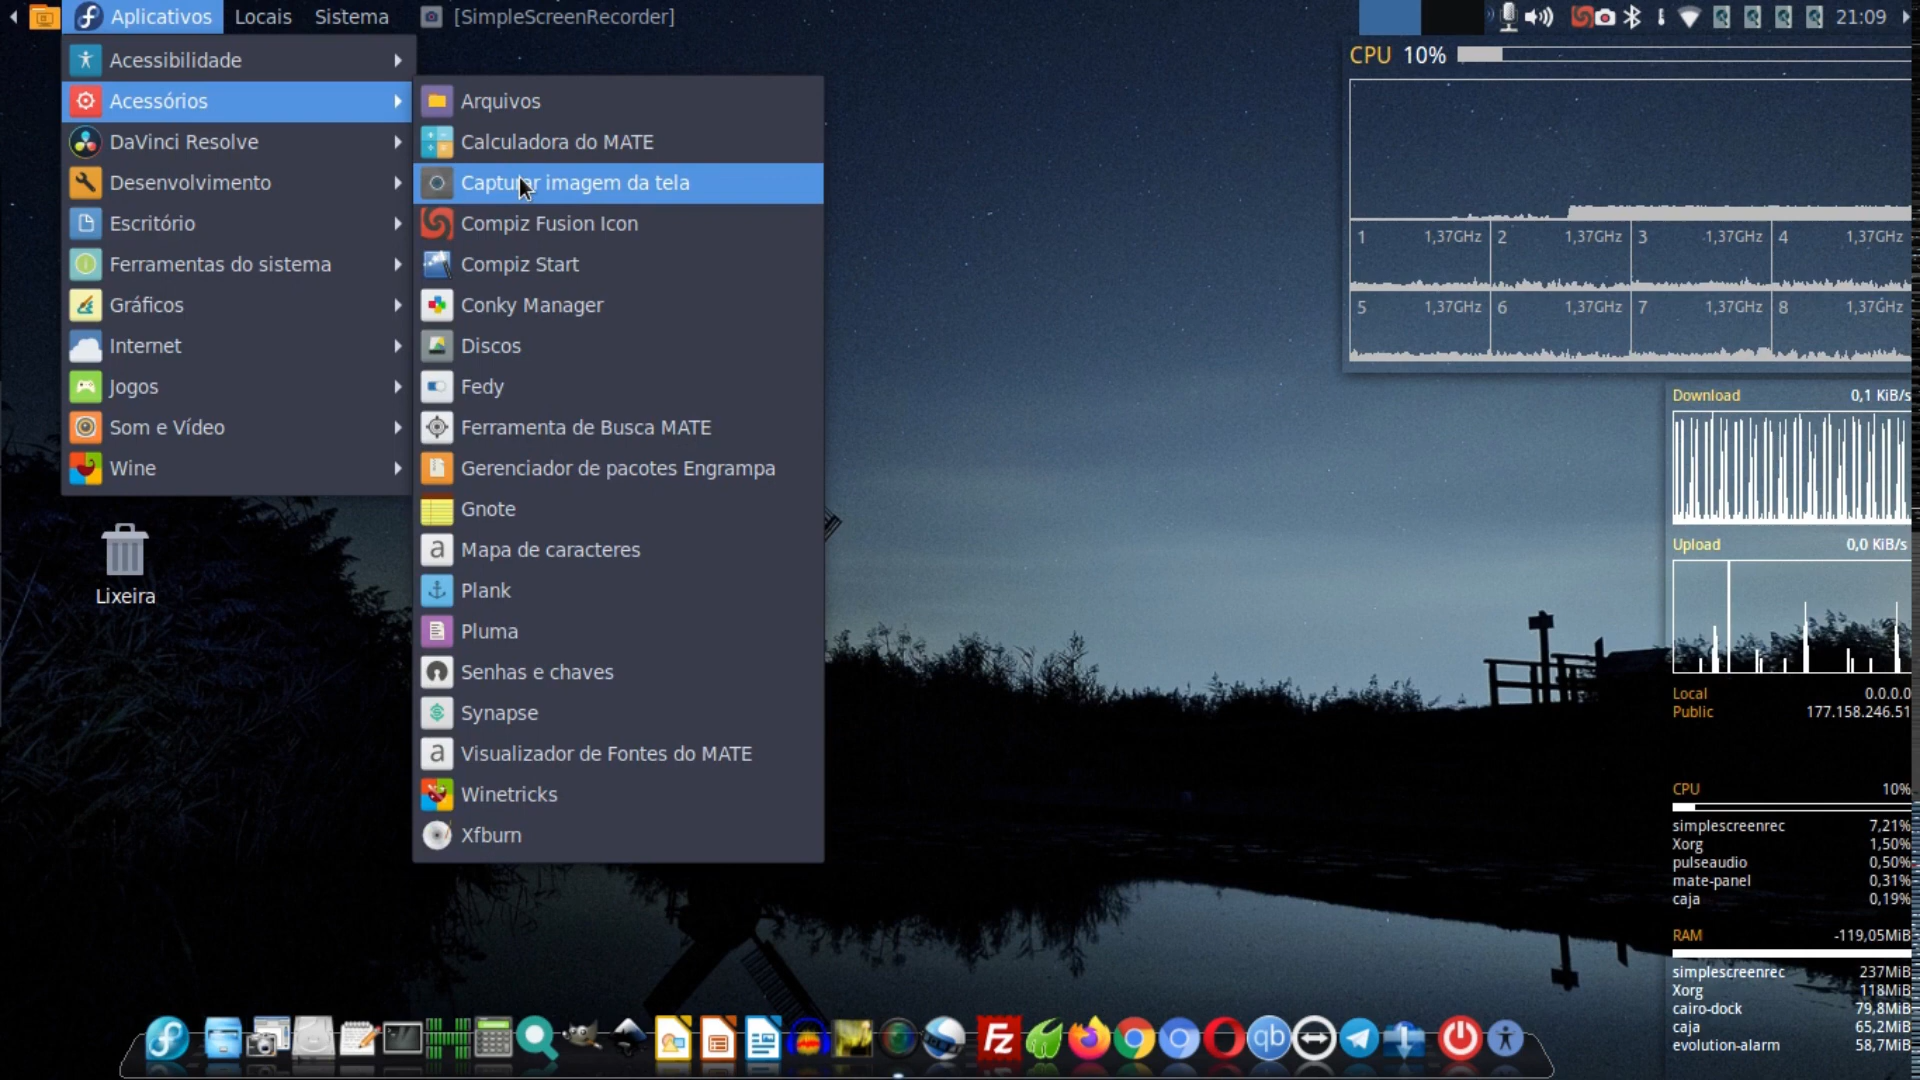 Aplicativos Locais Sistema [SimpleScreenRecorder] 21:09
Acessibilidade
Acessórios
DaVinci Resolve
Desenvolvimento
Escritório
Ferramentas do sistema
Gráficos
Internet
Jogos
Som e Vídeo
Wine
Arquivos
Calculadora do MATE
Capturar imagem da tela
Compiz Fusion Icon
Compiz Start
Conky Manager
Discos
Fedy
Ferramenta de Busca MATE
Gerenciador de pacotes Engrampa
Gnote
a Mapa de caracteres
Plank
Pluma
Senhas e chaves
Synapse
a Visualizador de Fontes do MATE
Winetricks
Xfburn
Lixeira
CPU 10%
1 1,37GHz 2 1,37GHz 3 1,37GHz 4 1,37GHz
5 1,37GHz 6 1,37GHz 7 1,37GHz 8 1,37GHz
Download 0,1 KiB/s
Upload 0,0 KiB/s
Local 0.0.0.0
Public 177.158.246.51
CPU 10%
simplescreenrec 7,21%
Xorg 1,50%
pulseaudio 0,50%
mate-panel 0,31%
caja 0,19%
RAM -119,05MiB
simplescreenrec 237MiB
Xorg 118MiB
cairo-dock 79,8MiB
caja 65,2MiB
evolution-alarm 58,7MiB
FZ
qb